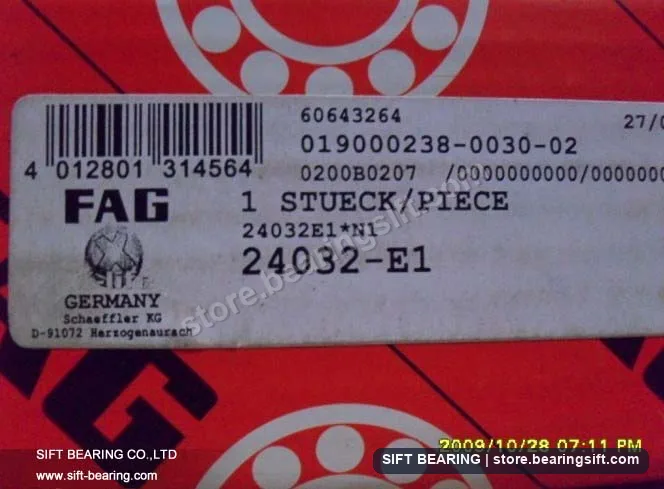 60643264
27/0
019000238-0030-02
4 012801 314564
0200B0207 /0000000000/0000000
FAG
1 STUECK/PIECE
24032E1*N1
24032-E1
GERMANY
Schaeffler KG
D-91072 Herzogenaurach
store.bearingsift.com
FAG
2009/10/28 07:11 PM
SIFT BEARING CO.,LTD
www.sift-bearing.com
SIFT BEARING | store.bearingsift.com